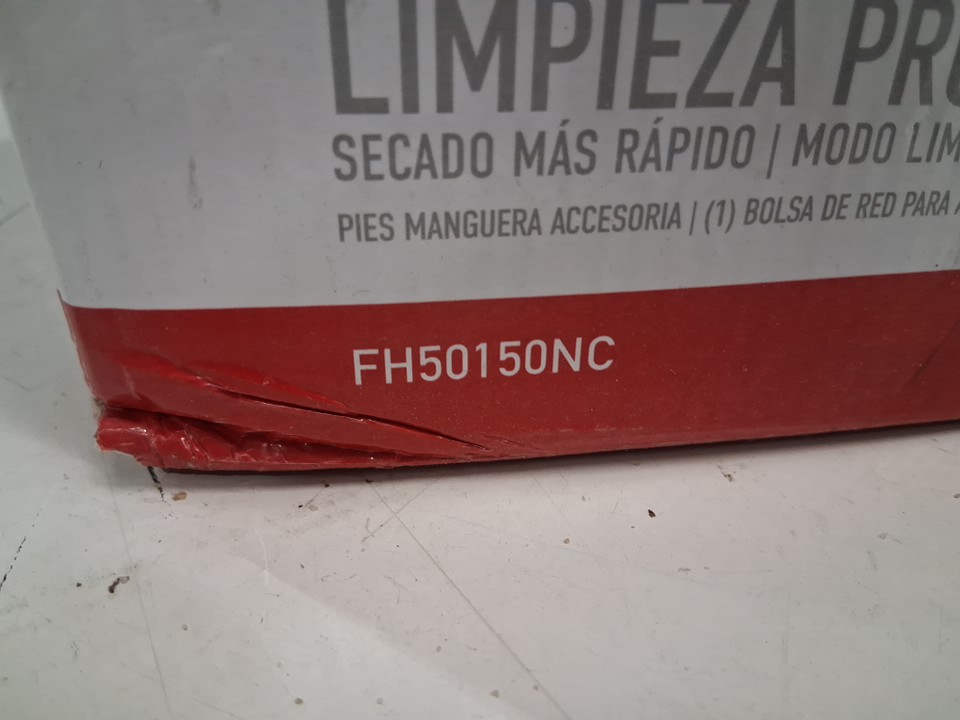 LIMPIEZA
SECADO MÁS RÁPIDO | MODO
PIES MANGUERA ACCESORIA | (1) BOLSA DE RED PARA
FH50150NC